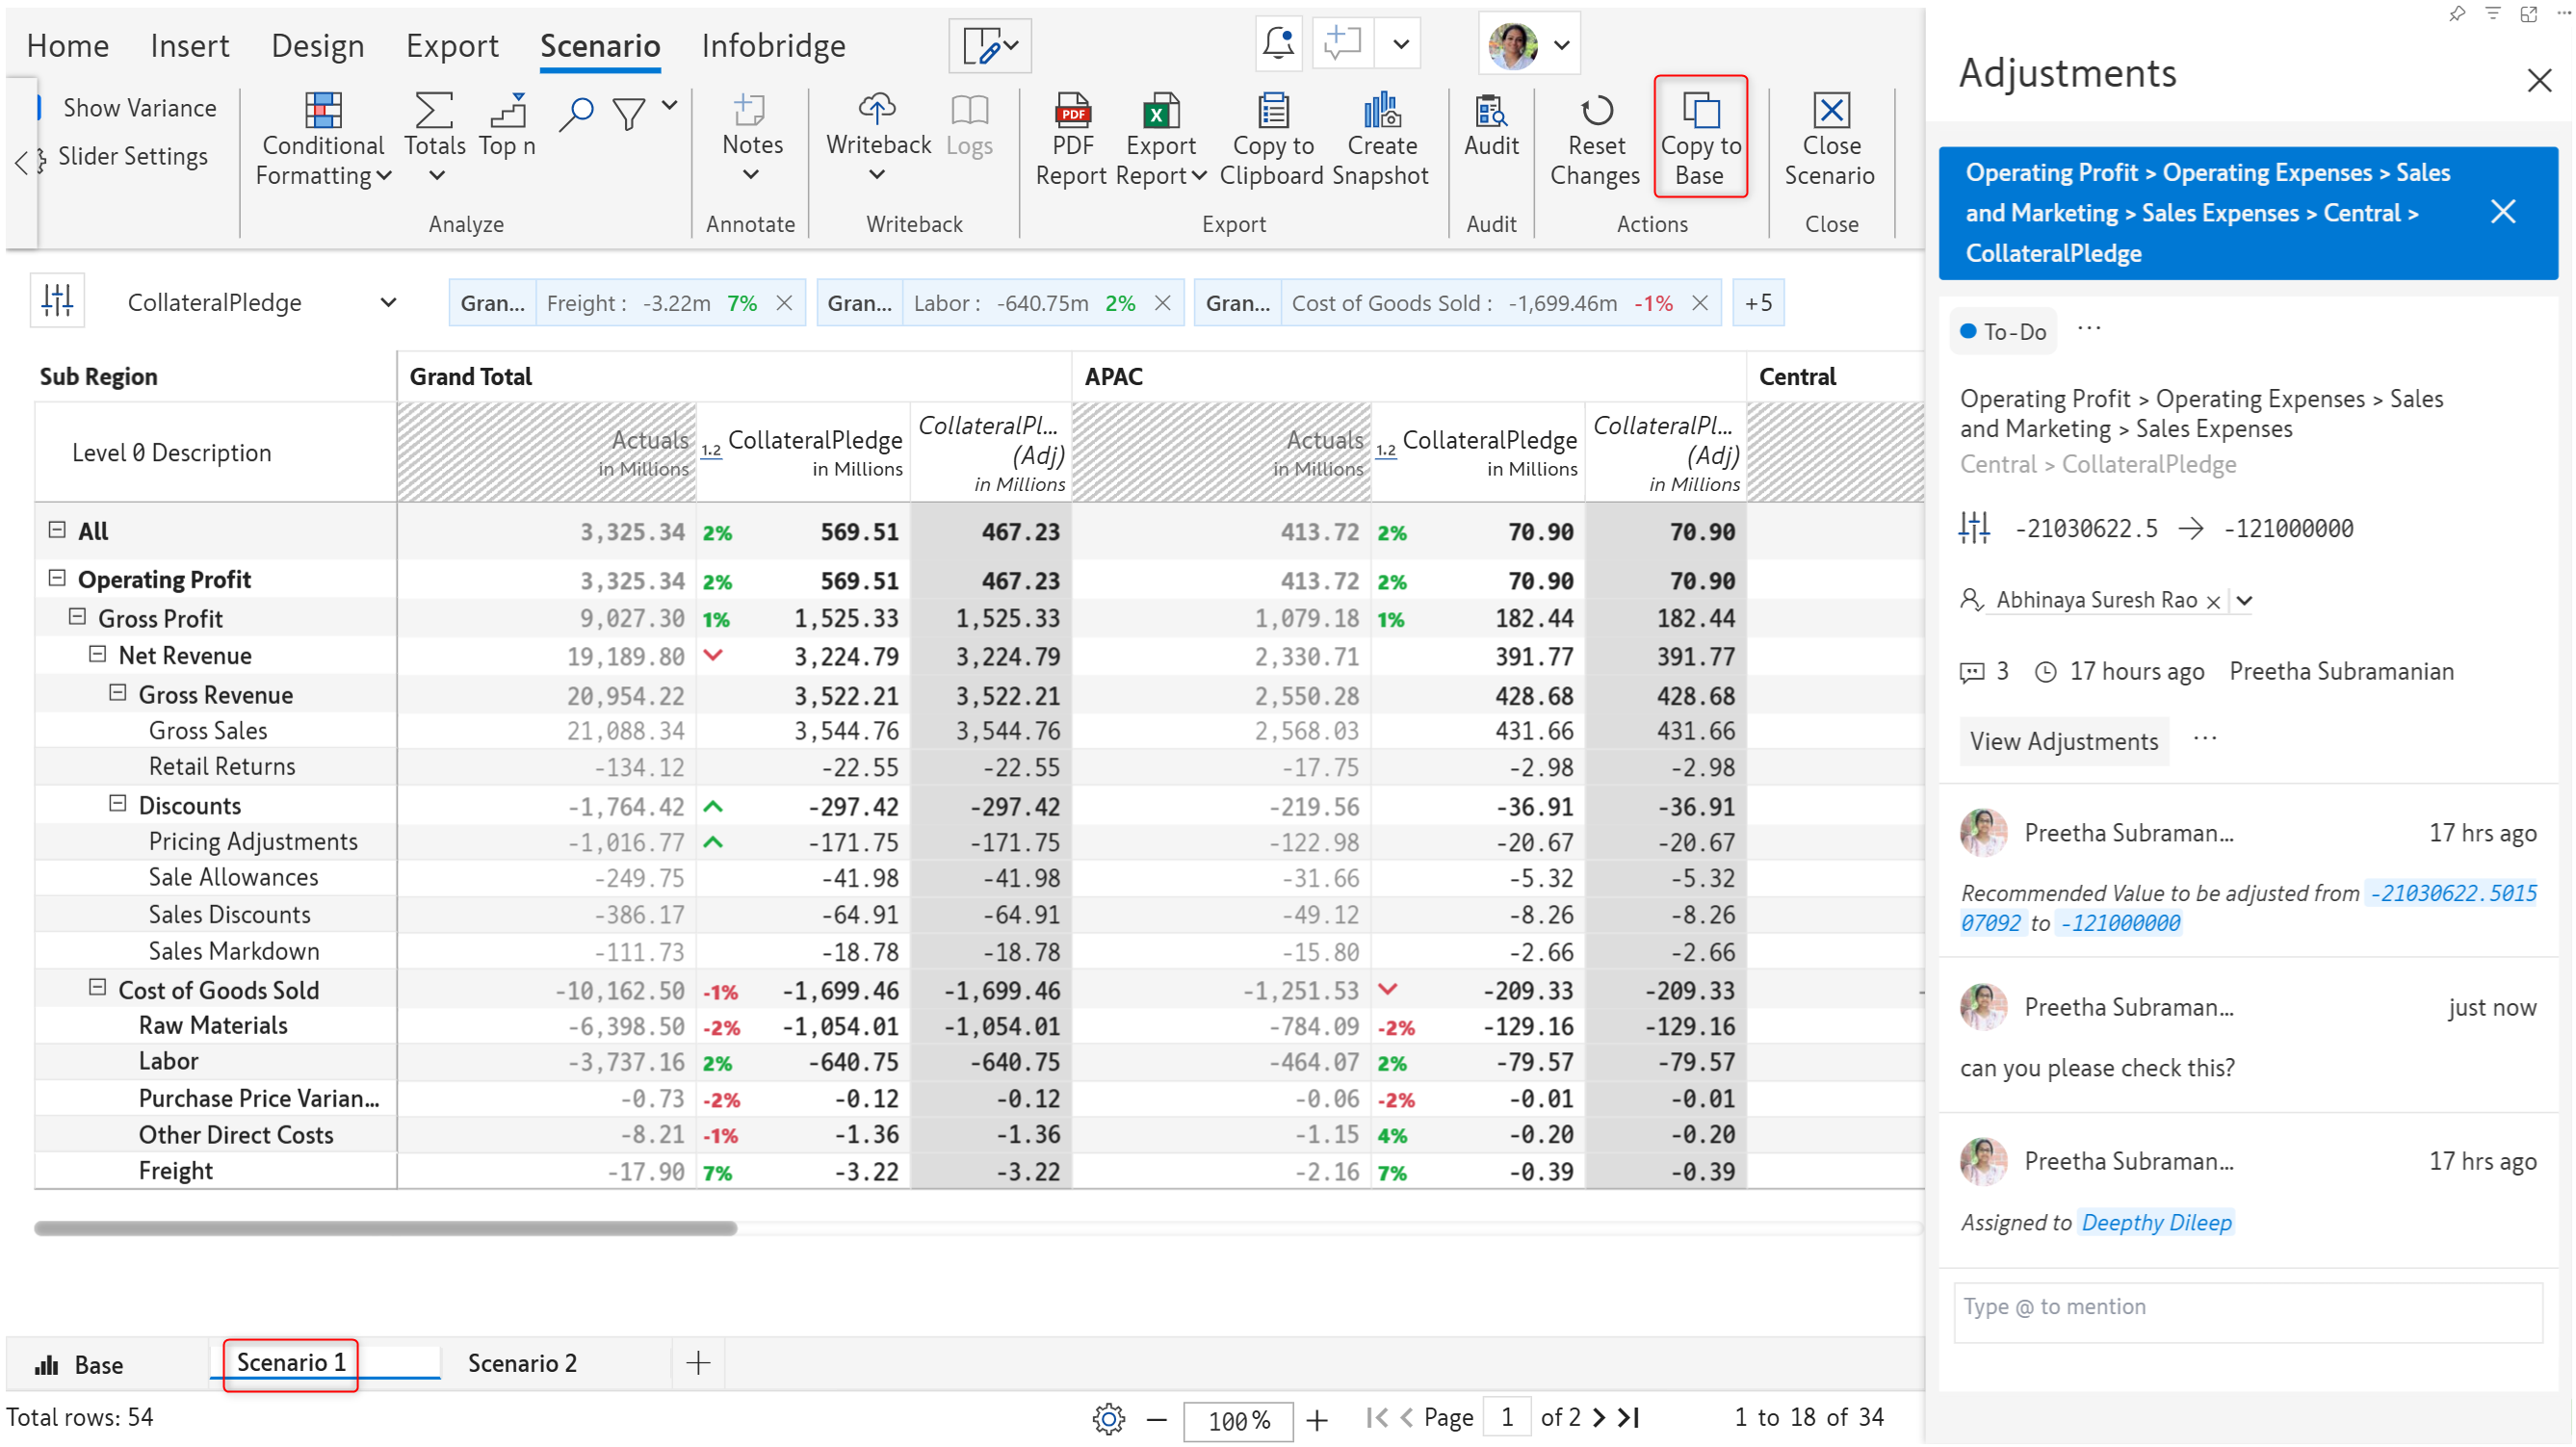 Home Insert Design Export Scenario Infobridge
Show Variance
Slider Settings
Conditional Formatting
Totals
Top n
Analyze
Notes
Annotate
Writeback
Logs
Writeback
PDF Report
Export Report
Copy to Clipboard
Create Snapshot
Export
Audit
Audit
Reset Changes
Copy to Base
Actions
Close Scenario
Close
CollateralPledge
Gran... Freight : -3.22m 7%
Gran... Labor : -640.75m 2%
Gran... Cost of Goods Sold : -1,699.46m -1%
+5
Sub Region Grand Total APAC Central
Level 0 Description
Actuals in Millions
1.2 CollateralPledge in Millions
CollateralPl... (Adj) in Millions
Actuals in Millions
1.2 CollateralPledge in Millions
CollateralPl... (Adj) in Millions
All 3,325.34 2% 569.51 467.23 413.72 2% 70.90 70.90
Operating Profit 3,325.34 2% 569.51 467.23 413.72 2% 70.90 70.90
Gross Profit 9,027.30 1% 1,525.33 1,525.33 1,079.18 1% 182.44 182.44
Net Revenue 19,189.80 3,224.79 3,224.79 2,330.71 391.77 391.77
Gross Revenue 20,954.22 3,522.21 3,522.21 2,550.28 428.68 428.68
Gross Sales 21,088.34 3,544.76 3,544.76 2,568.03 431.66 431.66
Retail Returns -134.12 -22.55 -22.55 -17.75 -2.98 -2.98
Discounts -1,764.42 -297.42 -297.42 -219.56 -36.91 -36.91
Pricing Adjustments -1,016.77 -171.75 -171.75 -122.98 -20.67 -20.67
Sale Allowances -249.75 -41.98 -41.98 -31.66 -5.32 -5.32
Sales Discounts -386.17 -64.91 -64.91 -49.12 -8.26 -8.26
Sales Markdown -111.73 -18.78 -18.78 -15.80 -2.66 -2.66
Cost of Goods Sold -10,162.50 -1% -1,699.46 -1,699.46 -1,251.53 -209.33 -209.33 -
Raw Materials -6,398.50 -2% -1,054.01 -1,054.01 -784.09 -2% -129.16 -129.16
Labor -3,737.16 2% -640.75 -640.75 -464.07 2% -79.57 -79.57
Purchase Price Varian... -0.73 -2% -0.12 -0.12 -0.06 -2% -0.01 -0.01
Other Direct Costs -8.21 -1% -1.36 -1.36 -1.15 4% -0.20 -0.20
Freight -17.90 7% -3.22 -3.22 -2.16 7% -0.39 -0.39
Base Scenario 1 Scenario 2
Total rows: 54
100%
Page 1 of 2
1 to 18 of 34
Adjustments
Operating Profit > Operating Expenses > Sales
and Marketing > Sales Expenses > Central >
CollateralPledge
To-Do ...
Operating Profit > Operating Expenses > Sales
and Marketing > Sales Expenses
Central > CollateralPledge
-21030622.5 → -121000000
Abhinaya Suresh Rao
3 17 hours ago Preetha Subramanian
View Adjustments ...
Preetha Subraman... 17 hrs ago
Recommended Value to be adjusted from -21030622.5015
07092 to -121000000
Preetha Subraman... just now
can you please check this?
Preetha Subraman... 17 hrs ago
Assigned to Deepthy Dileep
Type @ to mention